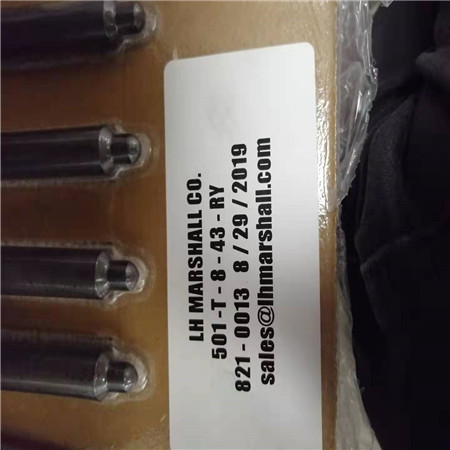 LH MARSHALL CO.
501 -T - 8 - 43 - RY
821 - 0013 8 / 29 / 2019
sales@lhmarshall.com